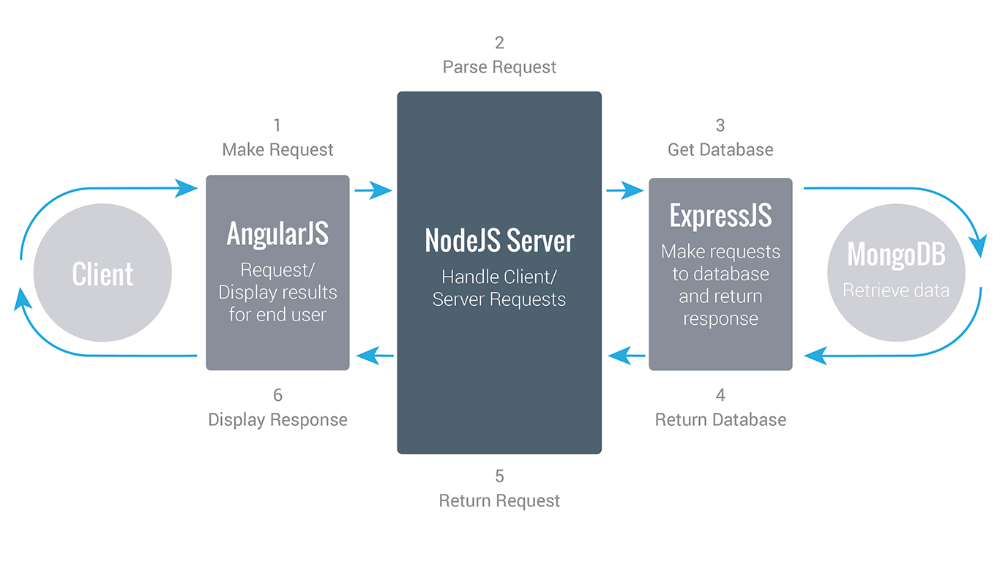 2
Parse Request
1
Make Request
3
Get Database
Client
AngularJS
Request/
Display results
for end user
NodeJS Server
Handle Client/
Server Requests
ExpressJS
Make requests
to database
and return
response
MongoDB
Retrieve data
6
Display Response
4
Return Database
5
Return Request